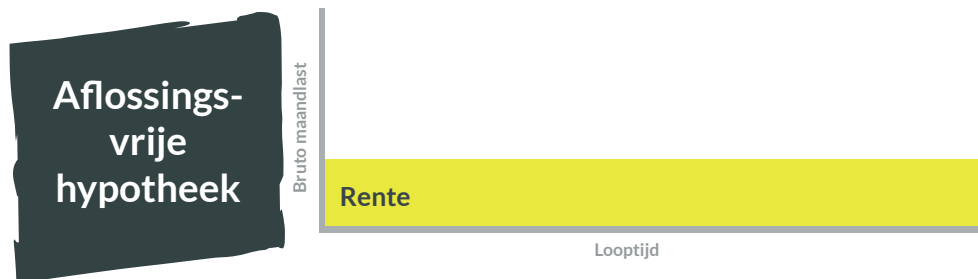 Aflossings-
vrije
hypotheek
Bruto maandlast
Rente
Looptijd